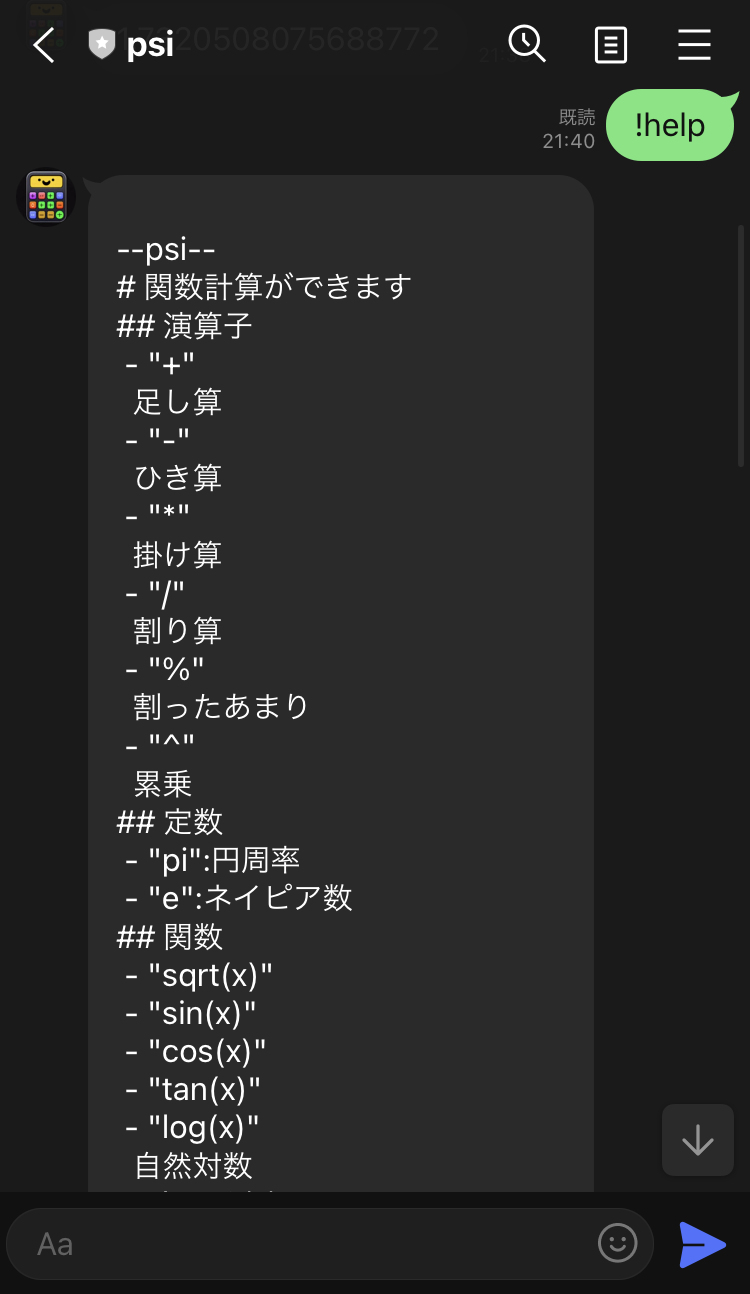 psi
20508075688772
既読
21:40
!help
--psi--
# 関数計算ができます
## 演算子
- "+"
足し算
- "-"
ひき算
- "*"
掛け算
- "/"
割り算
- "%"
割ったあまり
- "^"
累乗
## 定数
- "pi":円周率
- "e":ネイピア数
## 関数
- "sqrt(x)"
- "sin(x)"
- "cos(x)"
- "tan(x)"
- "log(x)"
自然対数
Aa